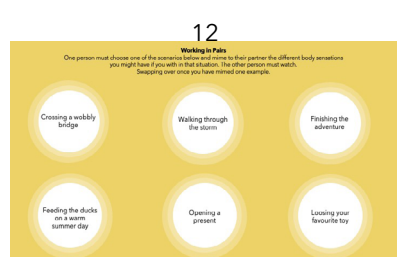 12
Working in Pairs
One person must choose one of the scenarios below and mime to their partner the different body sensations
you might have if you with in that situation. The other person must watch.
Swapping over once you have mimed one example.
Crossing a wobbly
bridge
Walking through
the storm
Finishing the
adventure
Feeding the ducks
on a warm
summer day
Opening a
present
Loosing your
favourite toy